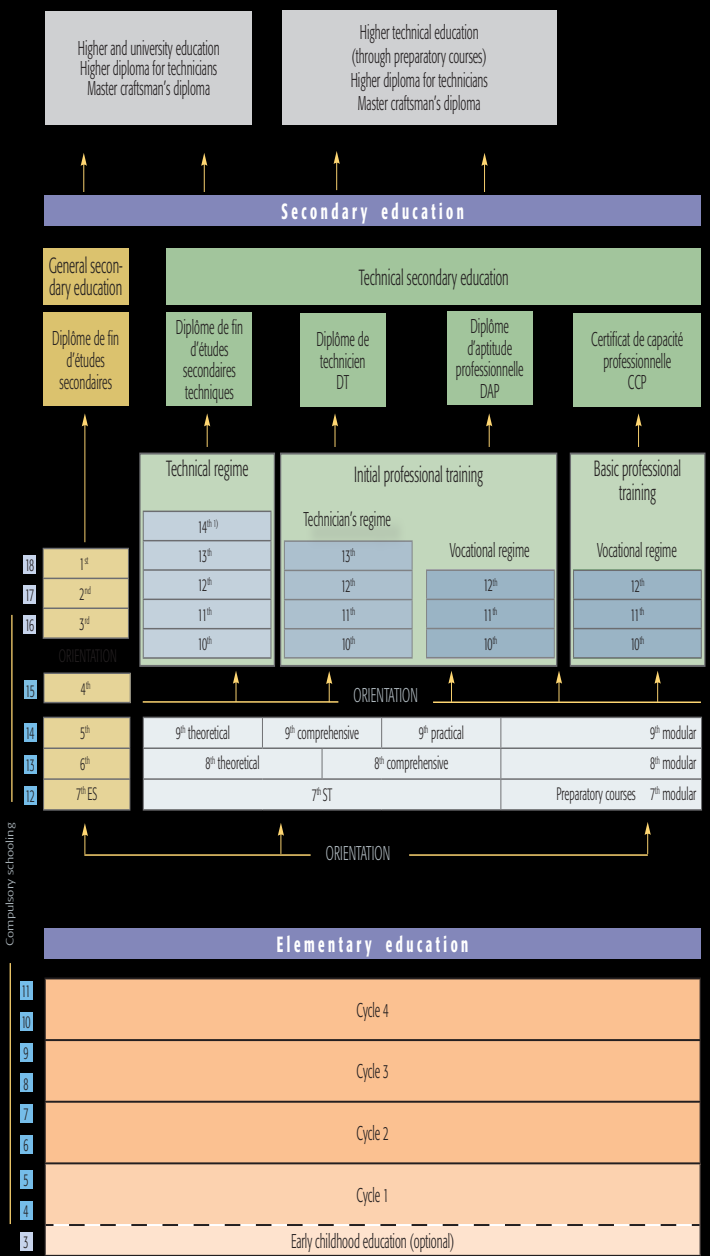 Higher and university education
Higher diploma for technicians
Master craftsman's diploma
Higher technical education
(through preparatory courses)
Higher diploma for technicians
Master craftsman's diploma
Secondary education
General secon-
dary education
Technical secondary education
Diplôme de fin
d'études
secondaires
Diplôme de fin
d'études
secondaires
techniques
Diplôme de
technicien
DT
Diplôme
d'aptitude
professionnelle
DAP
Certificat de capacité
professionnelle
CCP
Technical regime
14th 1)
13th
12th
11th
10th
Initial professional training
Technician's regime
13th
12th
11th
10th
Vocational regime
12th
11th
10th
Basic professional
training
Vocational regime
12th
11th
10th
18 1st
17 2nd
16 3rd
ORIENTATION
15 4th
ORIENTATION
14 5th 9th theoretical 9th comprehensive 9th practical 9th modular
13 6th 8th theoretical 8th comprehensive 8th modular
12 7th ES 7th ST Preparatory courses 7th modular
ORIENTATION
Compulsory schooling
Elementary education
11
10
Cycle 4
9
8
Cycle 3
7
6
Cycle 2
5
4
Cycle 1
3 Early childhood education (optional)